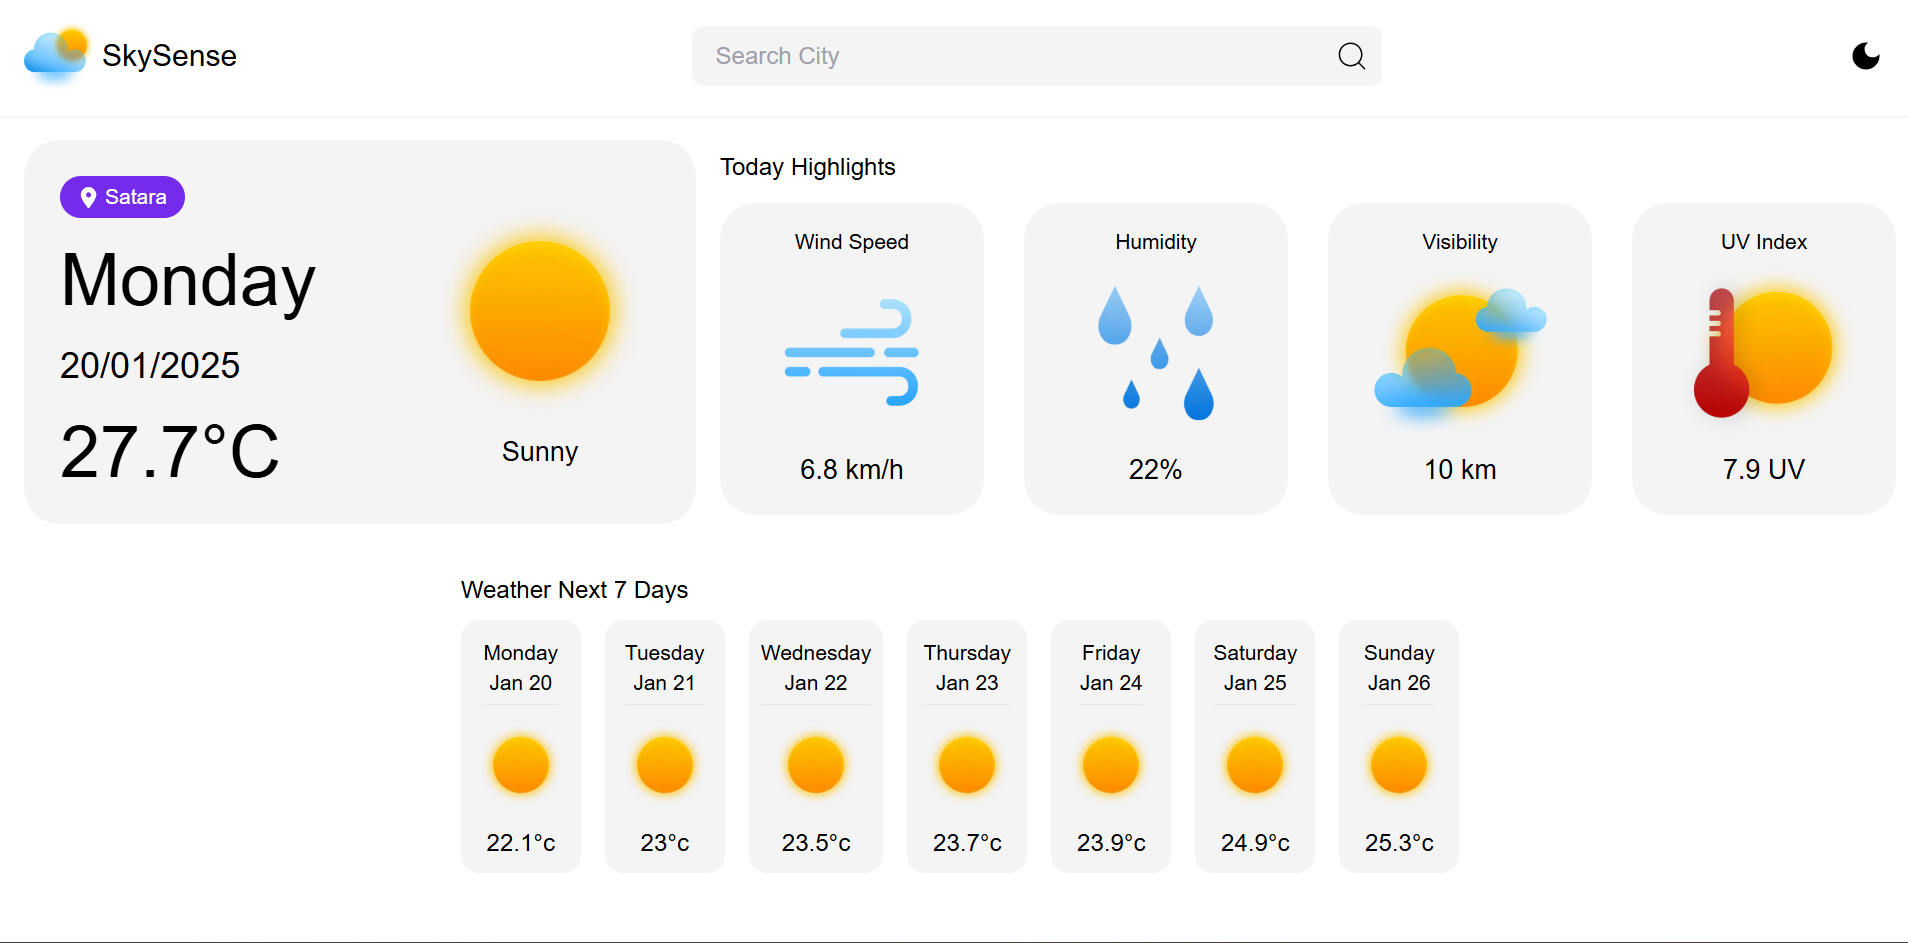 SkySense
Search City
Satara
Monday
20/01/2025
27.7°C
Sunny
Today Highlights
Wind Speed
6.8 km/h
Humidity
22%
Visibility
10 km
UV Index
7.9 UV
Weather Next 7 Days
Monday
Jan 20
22.1°c
Tuesday
Jan 21
23°c
Wednesday
Jan 22
23.5°c
Thursday
Jan 23
23.7°c
Friday
Jan 24
23.9°c
Saturday
Jan 25
24.9°c
Sunday
Jan 26
25.3°c